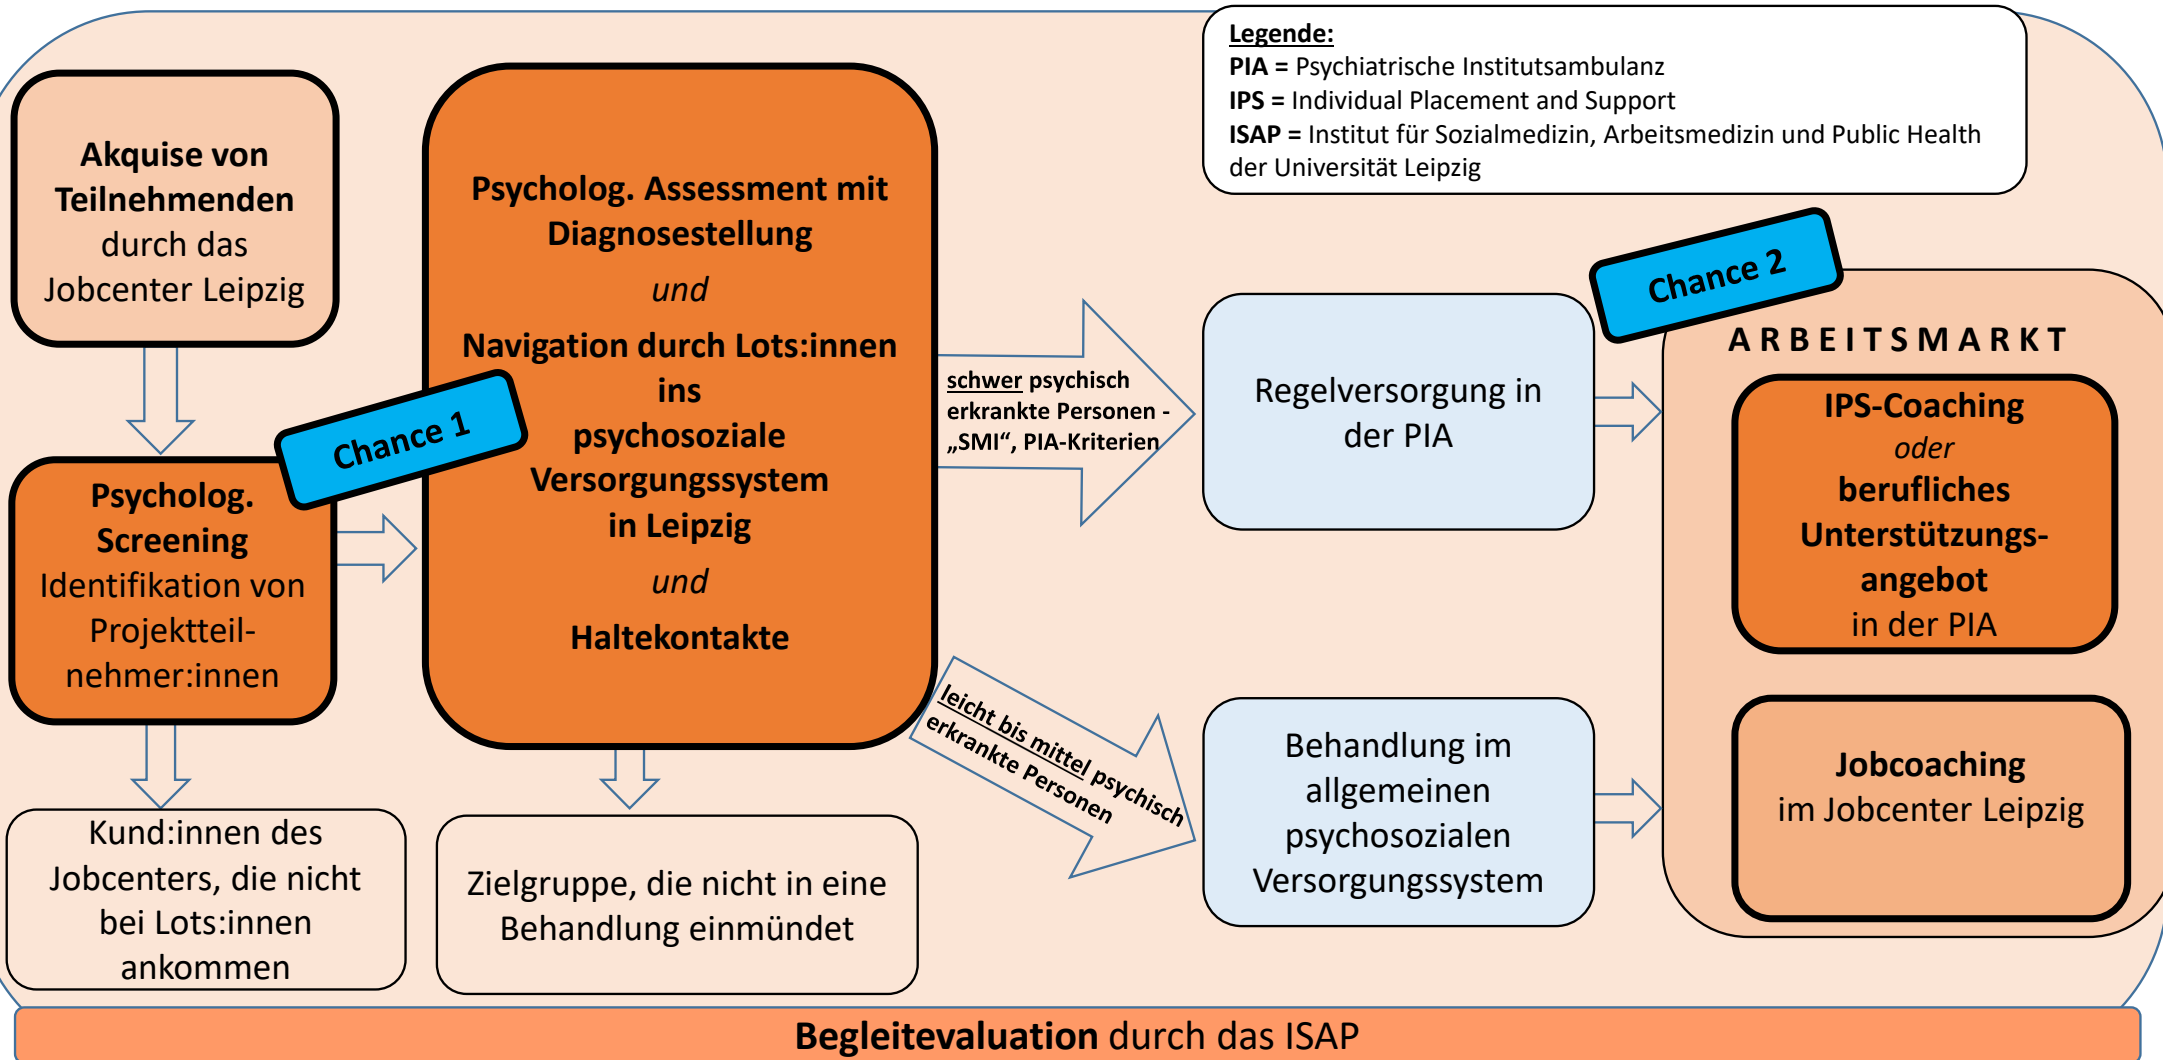 Legende:
PIA = Psychiatrische Institutsambulanz
IPS = Individual Placement and Support
ISAP = Institut für Sozialmedizin, Arbeitsmedizin und Public Health
der Universität Leipzig
Akquise von
Teilnehmenden
durch das
Jobcenter Leipzig
Chance 1
Psycholog.
Screening
Identifikation von
Projektteil-
nehmer:innen
Kund:innen des
Jobcenters, die nicht
bei Lots:innen
ankommen
Psycholog. Assessment mit
Diagnosestellung
und
Navigation durch Lots:innen
ins
psychosoziale
Versorgungssystem
in Leipzig
und
Haltekontakte
Zielgruppe, die nicht in eine
Behandlung einmündet
schwer psychisch
erkrankte Personen -
„SMI“, PIA-Kriterien
leicht bis mittel psychisch
erkrankte Personen
Regelversorgung in
der PIA
Behandlung im
allgemeinen
psychosozialen
Versorgungssystem
Chance 2
ARBEITSMARKT
IPS-Coaching
oder
berufliches
Unterstützungs-
angebot
in der PIA
Jobcoaching
im Jobcenter Leipzig
Begleitevaluation durch das ISAP